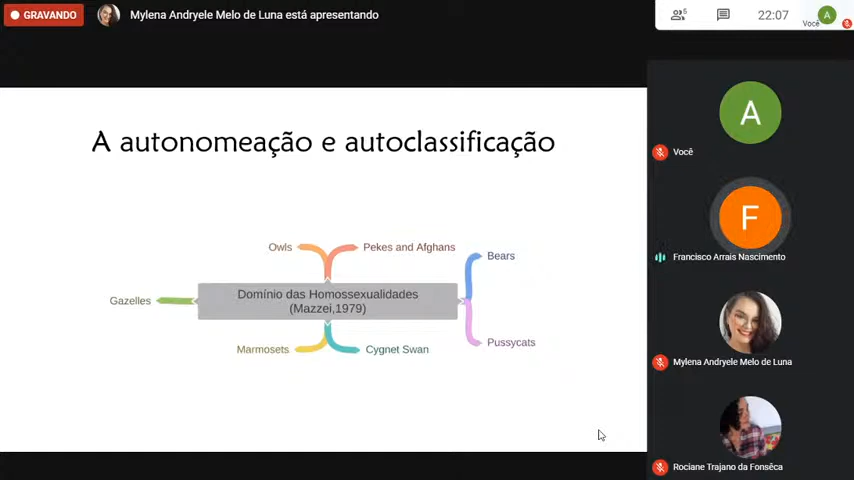 GRAVANDO
Mylena Andryele Melo de Luna está apresentando
5
22:07
Você
A
A autonomeação e autoclassificação
Owls
Pekes and Afghans
Bears
Gazelles
Domínio das Homossexualidades
(Mazzei,1979)
Marmosets
Cygnet Swan
Pussycats
A
Você
F
Francisco Arrais Nascimento
Mylena Andryele Melo de Luna
Rociane Trajano da Fonsêca